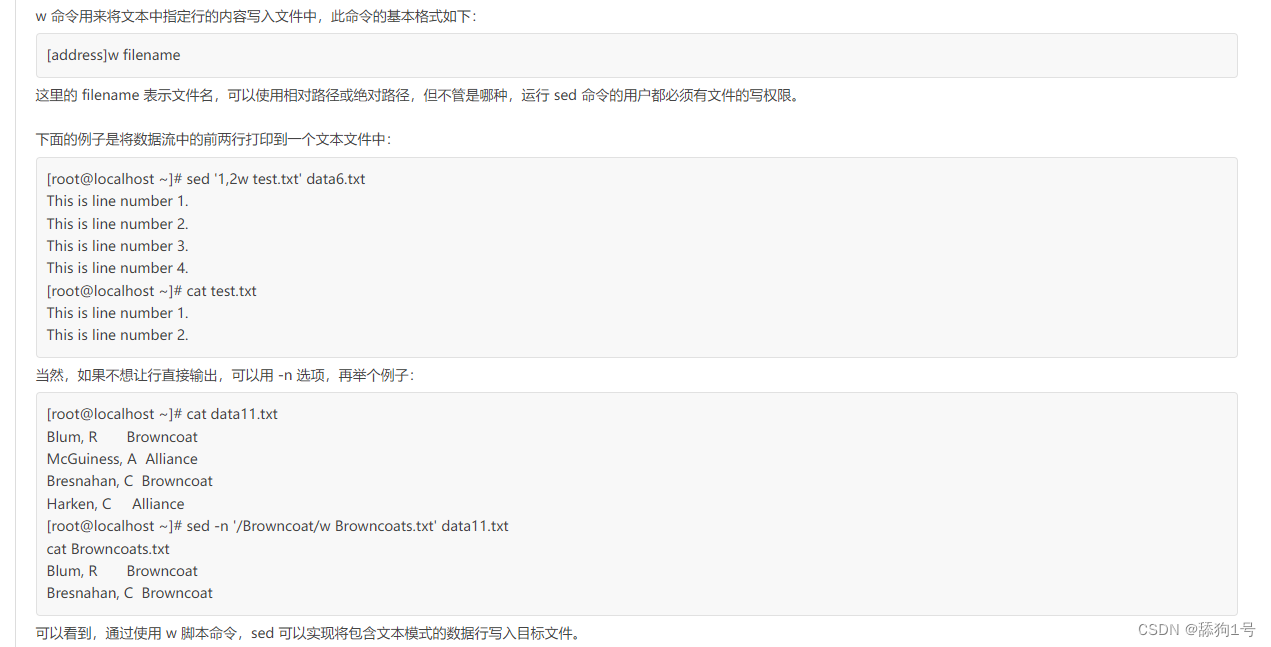 w 命令用来将文本中指定行的内容写入文件中，此命令的基本格式如下：
[address]w filename
这里的 filename 表示文件名，可以使用相对路径或绝对路径，但不管是哪种，运行 sed 命令的用户都必须有文件的写权限。
下面的例子是将数据流中的前两行打印到一个文本文件中：
[root@localhost ~]# sed '1,2w test.txt' data6.txt
This is line number 1.
This is line number 2.
This is line number 3.
This is line number 4.
[root@localhost ~]# cat test.txt
This is line number 1.
This is line number 2.
当然，如果不想让行直接输出，可以用 -n 选项，再举个例子：
[root@localhost ~]# cat data11.txt
Blum, R       Browncoat
McGuiness, A  Alliance
Bresnahan, C  Browncoat
Harken, C     Alliance
[root@localhost ~]# sed -n '/Browncoat/w Browncoats.txt' data11.txt
cat Browncoats.txt
Blum, R       Browncoat
Bresnahan, C  Browncoat
可以看到，通过使用 w 脚本命令，sed 可以实现将包含文本模式的数据行写入目标文件。
CSDN @舔狗1号